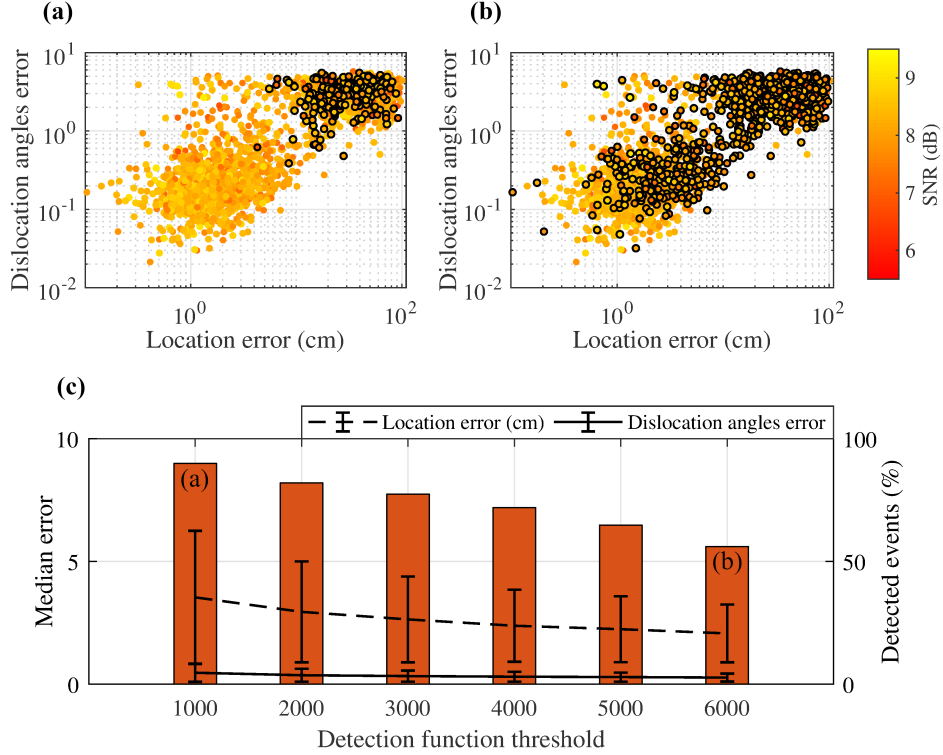 (a)
(b)
10^1
10^0
10^-1
10^-2
Dislocation angles error
10^0
10^2
Location error (cm)
10^1
10^0
10^-1
10^-2
Dislocation angles error
10^0
10^2
Location error (cm)
9
8
7
6
SNR (dB)
(c)
Location error (cm)
Dislocation angles error
10
5
0
Median error
100
50
0
Detected events (%)
(a)
(b)
1000 2000 3000 4000 5000 6000
Detection function threshold